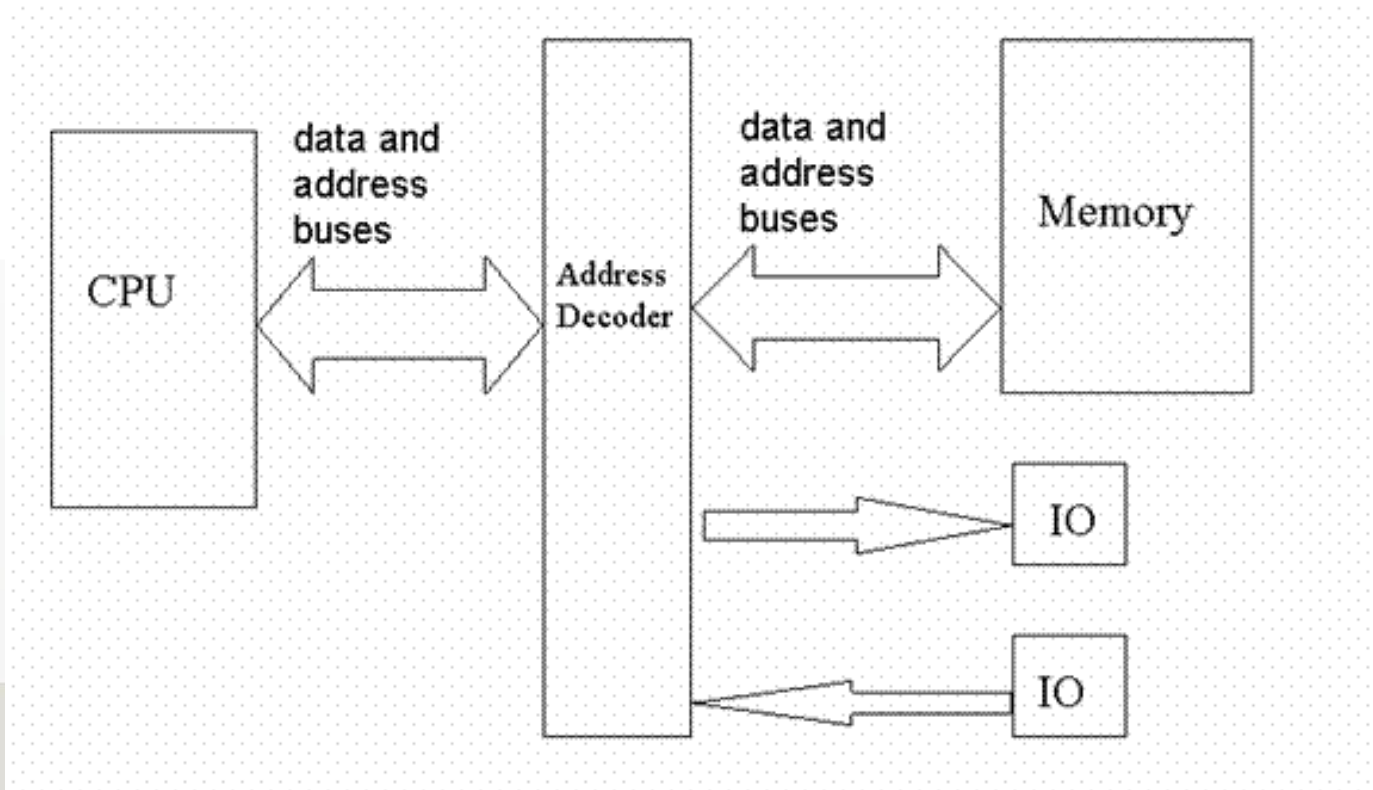 data and
address
buses
data and
address
buses
CPU
Address
Decoder
Memory
IO
IO